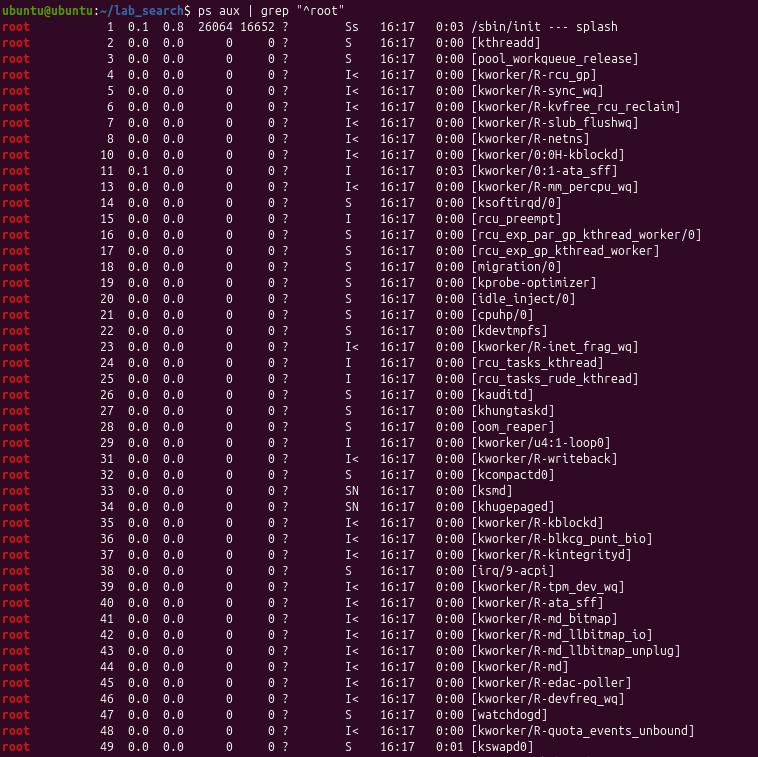 ubuntu@ubuntu:~/lab_search$ ps aux | grep "^root"
root           1  0.1  0.8  26064 16652 ?        Ss   16:17   0:03 /sbin/init --- splash
root           2  0.0  0.0      0     0 ?        S    16:17   0:00 [kthreadd]
root           3  0.0  0.0      0     0 ?        S    16:17   0:00 [pool_workqueue_release]
root           4  0.0  0.0      0     0 ?        I<   16:17   0:00 [kworker/R-rcu_gp]
root           5  0.0  0.0      0     0 ?        I<   16:17   0:00 [kworker/R-sync_wq]
root           6  0.0  0.0      0     0 ?        I<   16:17   0:00 [kworker/R-kvfree_rcu_reclaim]
root           7  0.0  0.0      0     0 ?        I<   16:17   0:00 [kworker/R-slub_flushwq]
root           8  0.0  0.0      0     0 ?        I<   16:17   0:00 [kworker/R-netns]
root          10  0.0  0.0      0     0 ?        I<   16:17   0:00 [kworker/0:0H-kblockd]
root          11  0.1  0.0      0     0 ?        I    16:17   0:03 [kworker/0:1-ata_sff]
root          13  0.0  0.0      0     0 ?        I<   16:17   0:00 [kworker/R-mm_percpu_wq]
root          14  0.0  0.0      0     0 ?        S    16:17   0:00 [ksoftirqd/0]
root          15  0.0  0.0      0     0 ?        I    16:17   0:00 [rcu_preempt]
root          16  0.0  0.0      0     0 ?        S    16:17   0:00 [rcu_exp_par_gp_kthread_worker/0]
root          17  0.0  0.0      0     0 ?        S    16:17   0:00 [rcu_exp_gp_kthread_worker]
root          18  0.0  0.0      0     0 ?        S    16:17   0:00 [migration/0]
root          19  0.0  0.0      0     0 ?        S    16:17   0:00 [kprobe-optimizer]
root          20  0.0  0.0      0     0 ?        S    16:17   0:00 [idle_inject/0]
root          21  0.0  0.0      0     0 ?        S    16:17   0:00 [cpuhp/0]
root          22  0.0  0.0      0     0 ?        S    16:17   0:00 [kdevtmpfs]
root          23  0.0  0.0      0     0 ?        I<   16:17   0:00 [kworker/R-inet_frag_wq]
root          24  0.0  0.0      0     0 ?        I    16:17   0:00 [rcu_tasks_kthread]
root          25  0.0  0.0      0     0 ?        I    16:17   0:00 [rcu_tasks_rude_kthread]
root          26  0.0  0.0      0     0 ?        S    16:17   0:00 [kauditd]
root          27  0.0  0.0      0     0 ?        S    16:17   0:00 [khungtaskd]
root          28  0.0  0.0      0     0 ?        S    16:17   0:00 [oom_reaper]
root          29  0.0  0.0      0     0 ?        I    16:17   0:00 [kworker/u4:1-loop0]
root          31  0.0  0.0      0     0 ?        I<   16:17   0:00 [kworker/R-writeback]
root          32  0.0  0.0      0     0 ?        S    16:17   0:00 [kcompactd0]
root          33  0.0  0.0      0     0 ?        SN   16:17   0:00 [ksmd]
root          34  0.0  0.0      0     0 ?        SN   16:17   0:00 [khugepaged]
root          35  0.0  0.0      0     0 ?        I<   16:17   0:00 [kworker/R-kblockd]
root          36  0.0  0.0      0     0 ?        I<   16:17   0:00 [kworker/R-blkcg_punt_bio]
root          37  0.0  0.0      0     0 ?        I<   16:17   0:00 [kworker/R-kintegrityd]
root          38  0.0  0.0      0     0 ?        S    16:17   0:00 [irq/9-acpi]
root          39  0.0  0.0      0     0 ?        I<   16:17   0:00 [kworker/R-tpm_dev_wq]
root          40  0.0  0.0      0     0 ?        I<   16:17   0:00 [kworker/R-ata_sff]
root          41  0.0  0.0      0     0 ?        I<   16:17   0:00 [kworker/R-md_bitmap]
root          42  0.0  0.0      0     0 ?        I<   16:17   0:00 [kworker/R-md_llbitmap_io]
root          43  0.0  0.0      0     0 ?        I<   16:17   0:00 [kworker/R-md_llbitmap_unplug]
root          44  0.0  0.0      0     0 ?        I<   16:17   0:00 [kworker/R-md]
root          45  0.0  0.0      0     0 ?        I<   16:17   0:00 [kworker/R-edac-poller]
root          46  0.0  0.0      0     0 ?        I<   16:17   0:00 [kworker/R-devfreq_wq]
root          47  0.0  0.0      0     0 ?        S    16:17   0:00 [watchdogd]
root          48  0.0  0.0      0     0 ?        I<   16:17   0:00 [kworker/R-quota_events_unbound]
root          49  0.0  0.0      0     0 ?        S    16:17   0:01 [kswapd0]